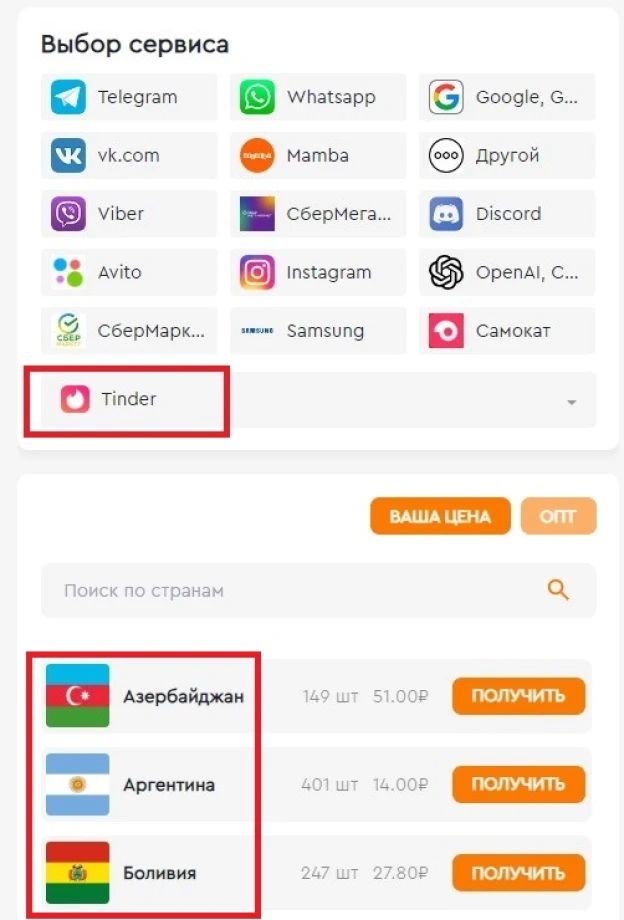 Выбор сервиса
Telegram Whatsapp Google, G...
vk.com Mamba Другой
Viber СберМега... Discord
Avito Instagram OpenAI, C...
СберМарк... SAMSUNG Samsung Самокат
Tinder
ВАША ЦЕНА ОПТ
Поиск по странам
Азербайджан 149 шт 51.00₽ ПОЛУЧИТЬ
Аргентина 401 шт 14.00₽ ПОЛУЧИТЬ
Боливия 247 шт 27.80₽ ПОЛУЧИТЬ